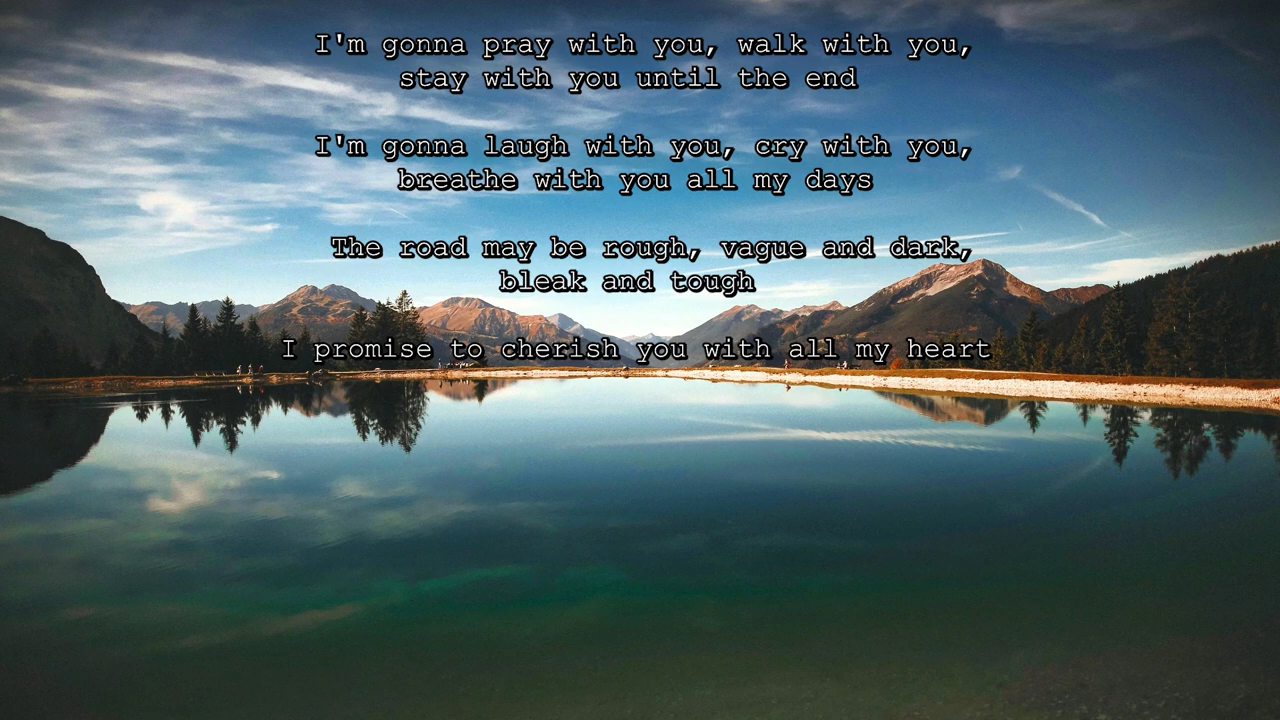 I'm gonna pray with you, walk with you,
stay with you until the end
I'm gonna laugh with you, cry with you,
breathe with you all my days
The road may be rough, vague and dark,
bleak and tough
I promise to cherish you with all my heart